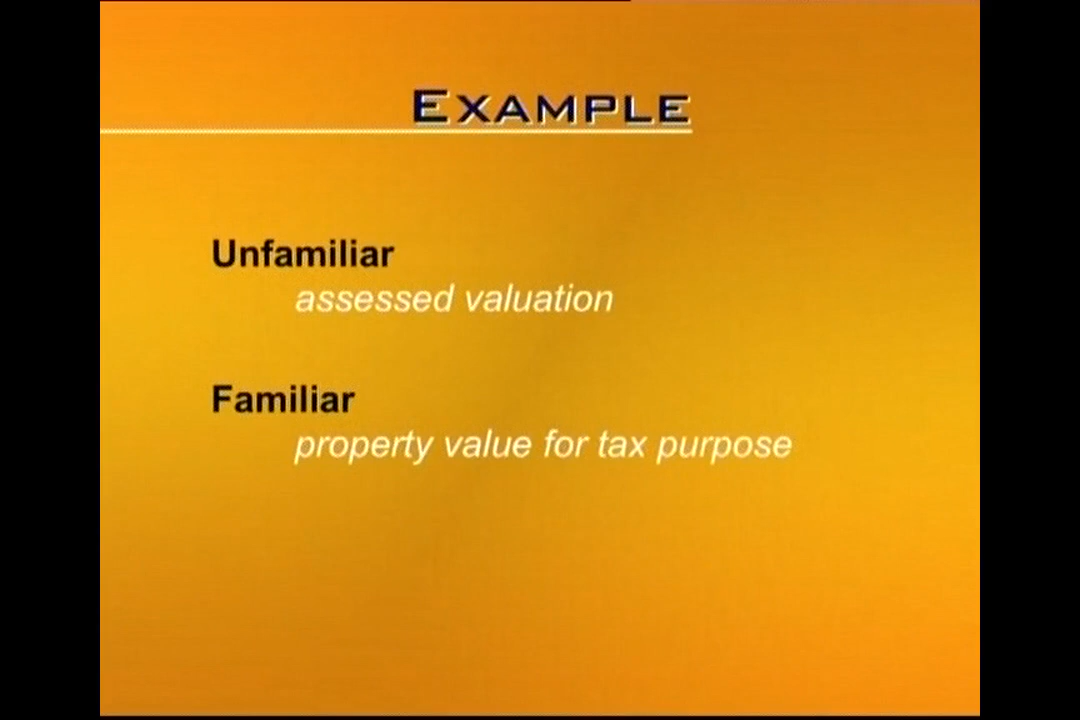 EXAMPLE
Unfamiliar
assessed valuation
Familiar
property value for tax purpose